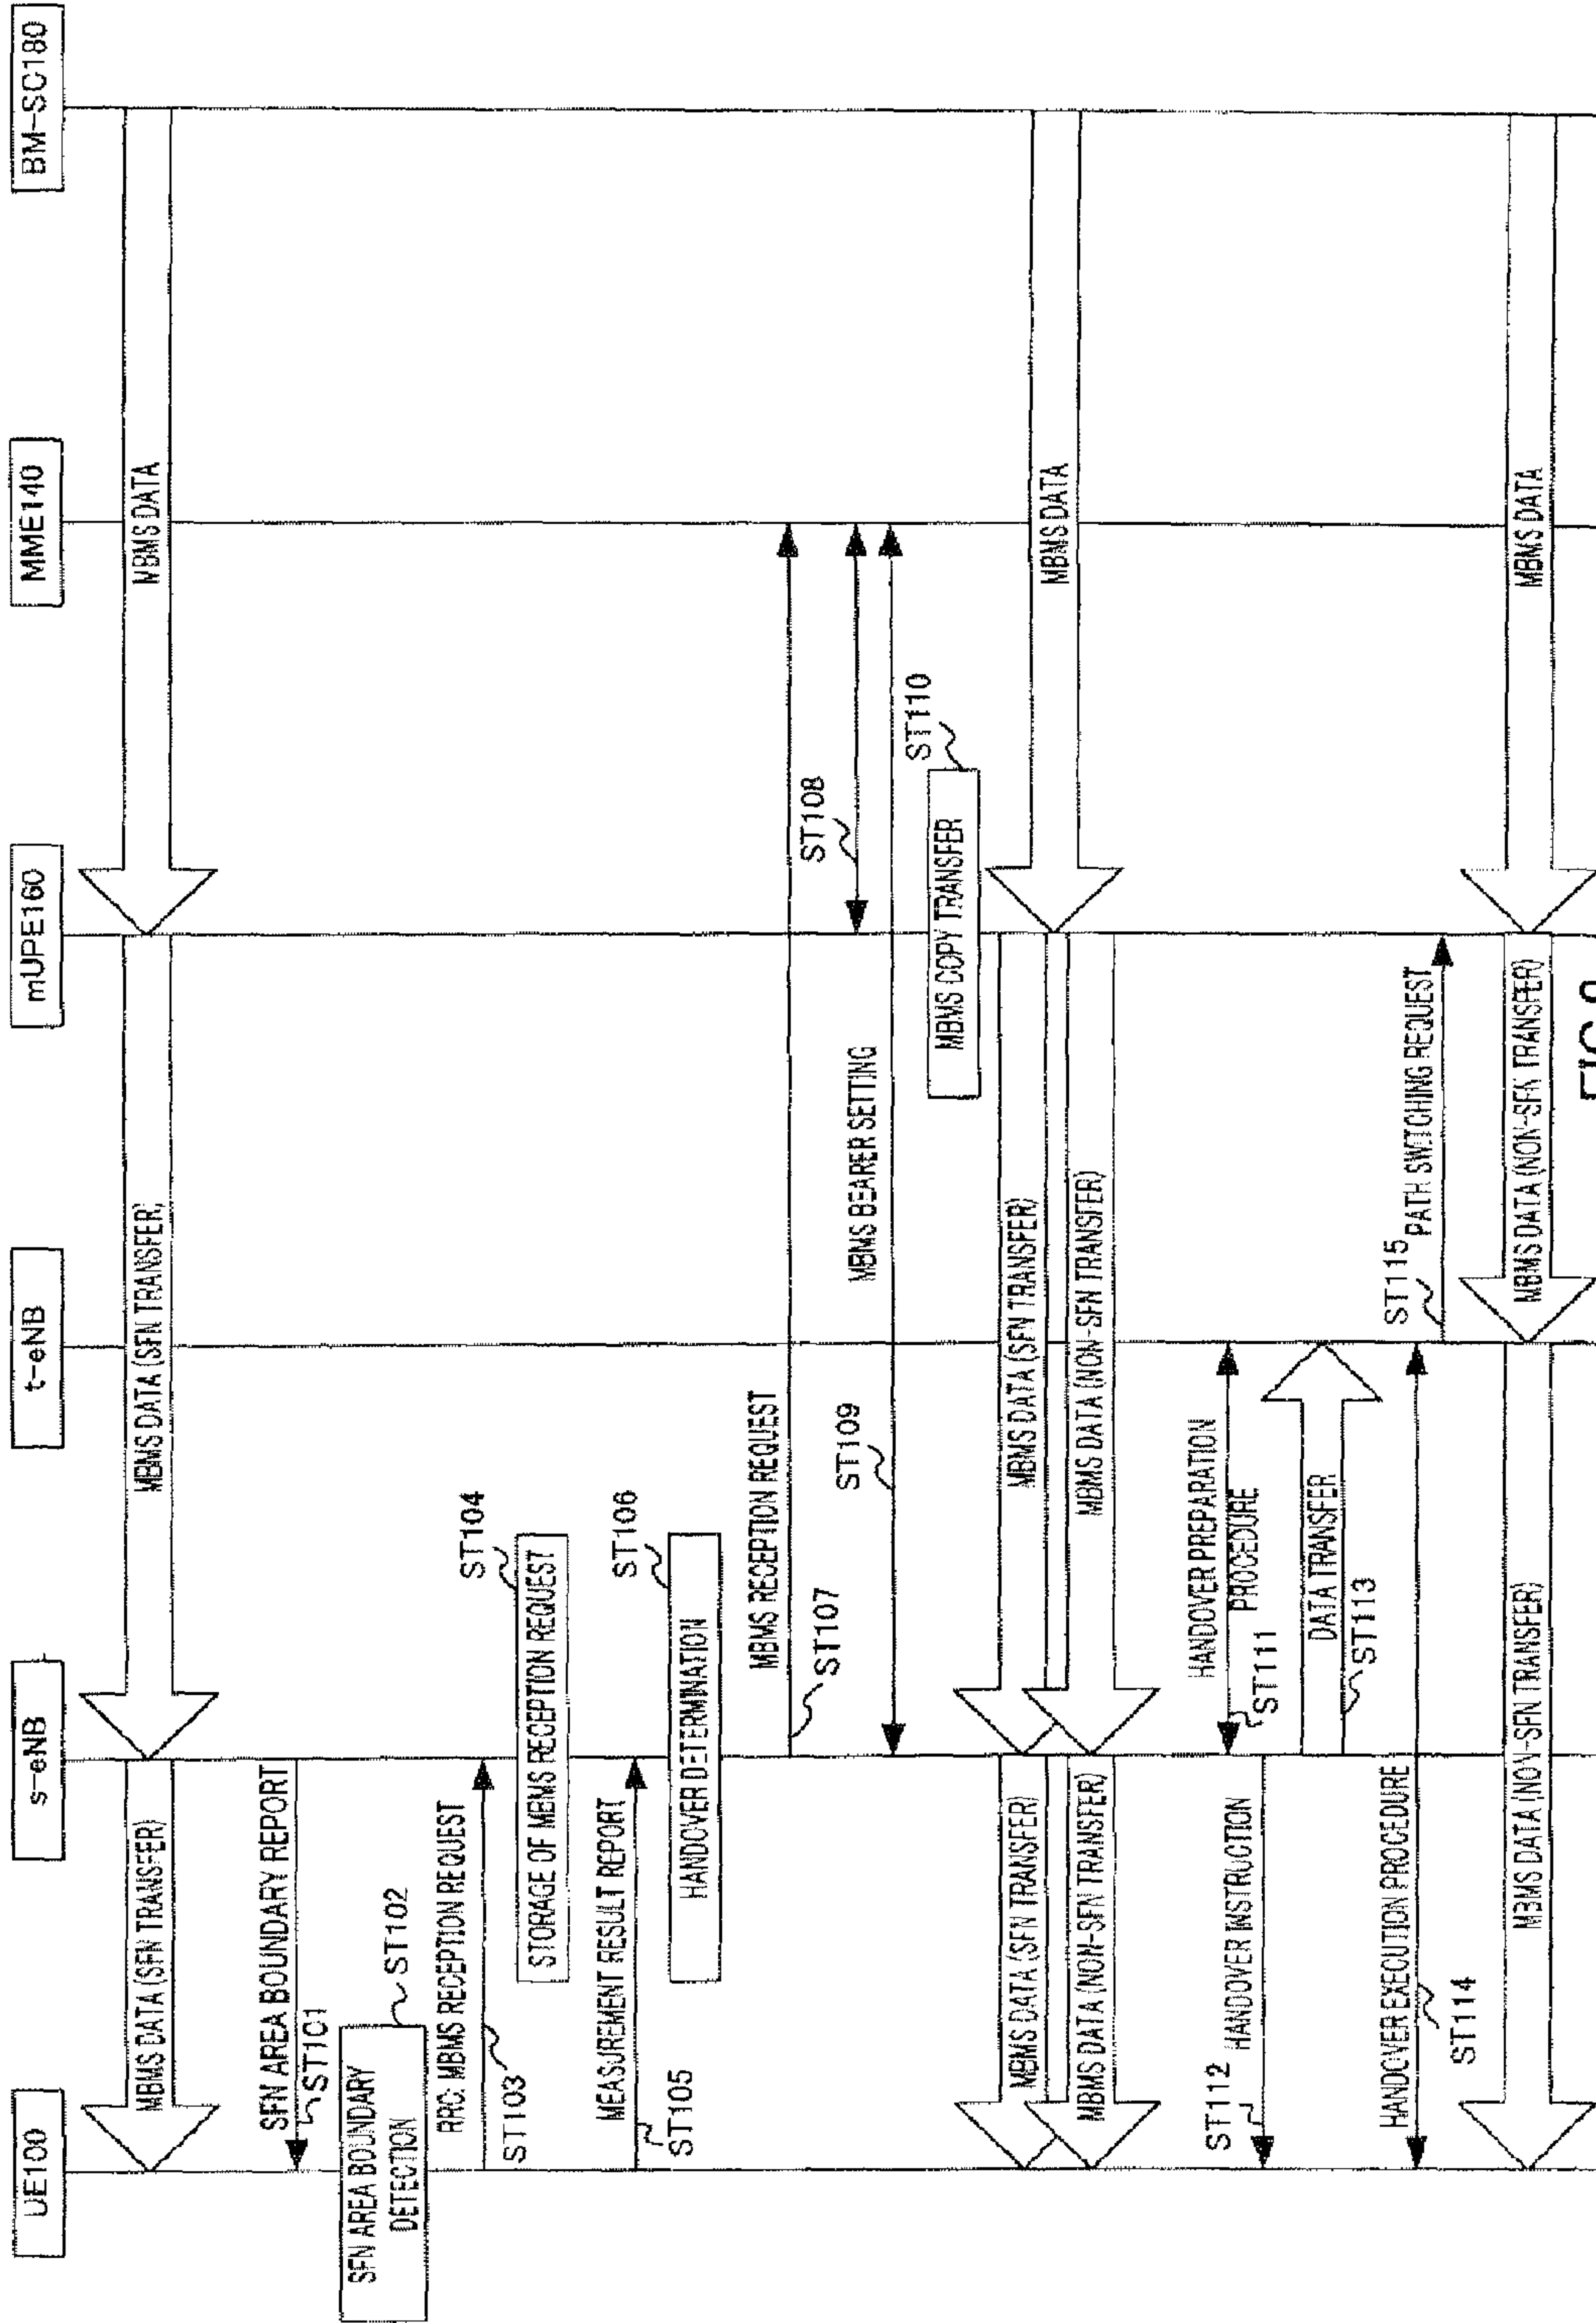 UE100
s-eNB
t-eNB
mUPE160
MME140
BM-SC180
MBMS DATA (SFN TRANSFER)
MBMS DATA (SFN TRANSFER)
MBMS DATA
SFN AREA BOUNDARY REPORT
ST101
SFN AREA BOUNDARY
DETECTION
ST102
RRC: MBMS RECEPTION REQUEST
ST103
ST104
STORAGE OF MBMS RECEPTION REQUEST
MEASUREMENT RESULT REPORT
ST105
ST106
HANDOVER DETERMINATION
MBMS RECEPTION REQUEST
ST107
ST108
MBMS BEARER SETTING
ST109
ST110
MBMS COPY TRANSFER
MBMS DATA (SFN TRANSFER)
MBMS DATA (SFN TRANSFER)
MBMS DATA
MBMS DATA (NON-SFN TRANSFER)
MBMS DATA (NON-SFN TRANSFER)
HANDOVER PREPARATION
PROCEDURE
ST111
ST112
HANDOVER INSTRUCTION
DATA TRANSFER
ST113
HANDOVER EXECUTION PROCEDURE
ST114
ST115
PATH SWITCHING REQUEST
MBMS DATA (NON-SFN TRANSFER)
MBMS DATA (NON-SFN TRANSFER)
MBMS DATA